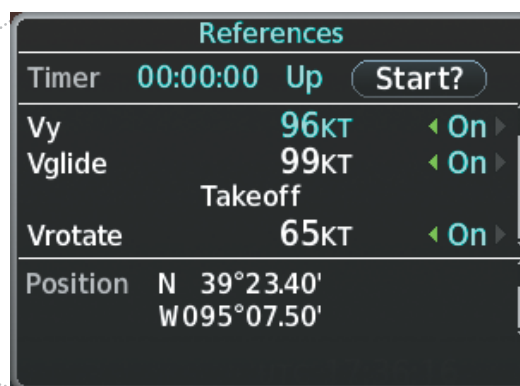 References
Timer 00:00:00 Up Start?
Vy 96KT On
Vglide 99KT On
Takeoff
Vrotate 65KT On
Position N 39°23.40'
W095°07.50'